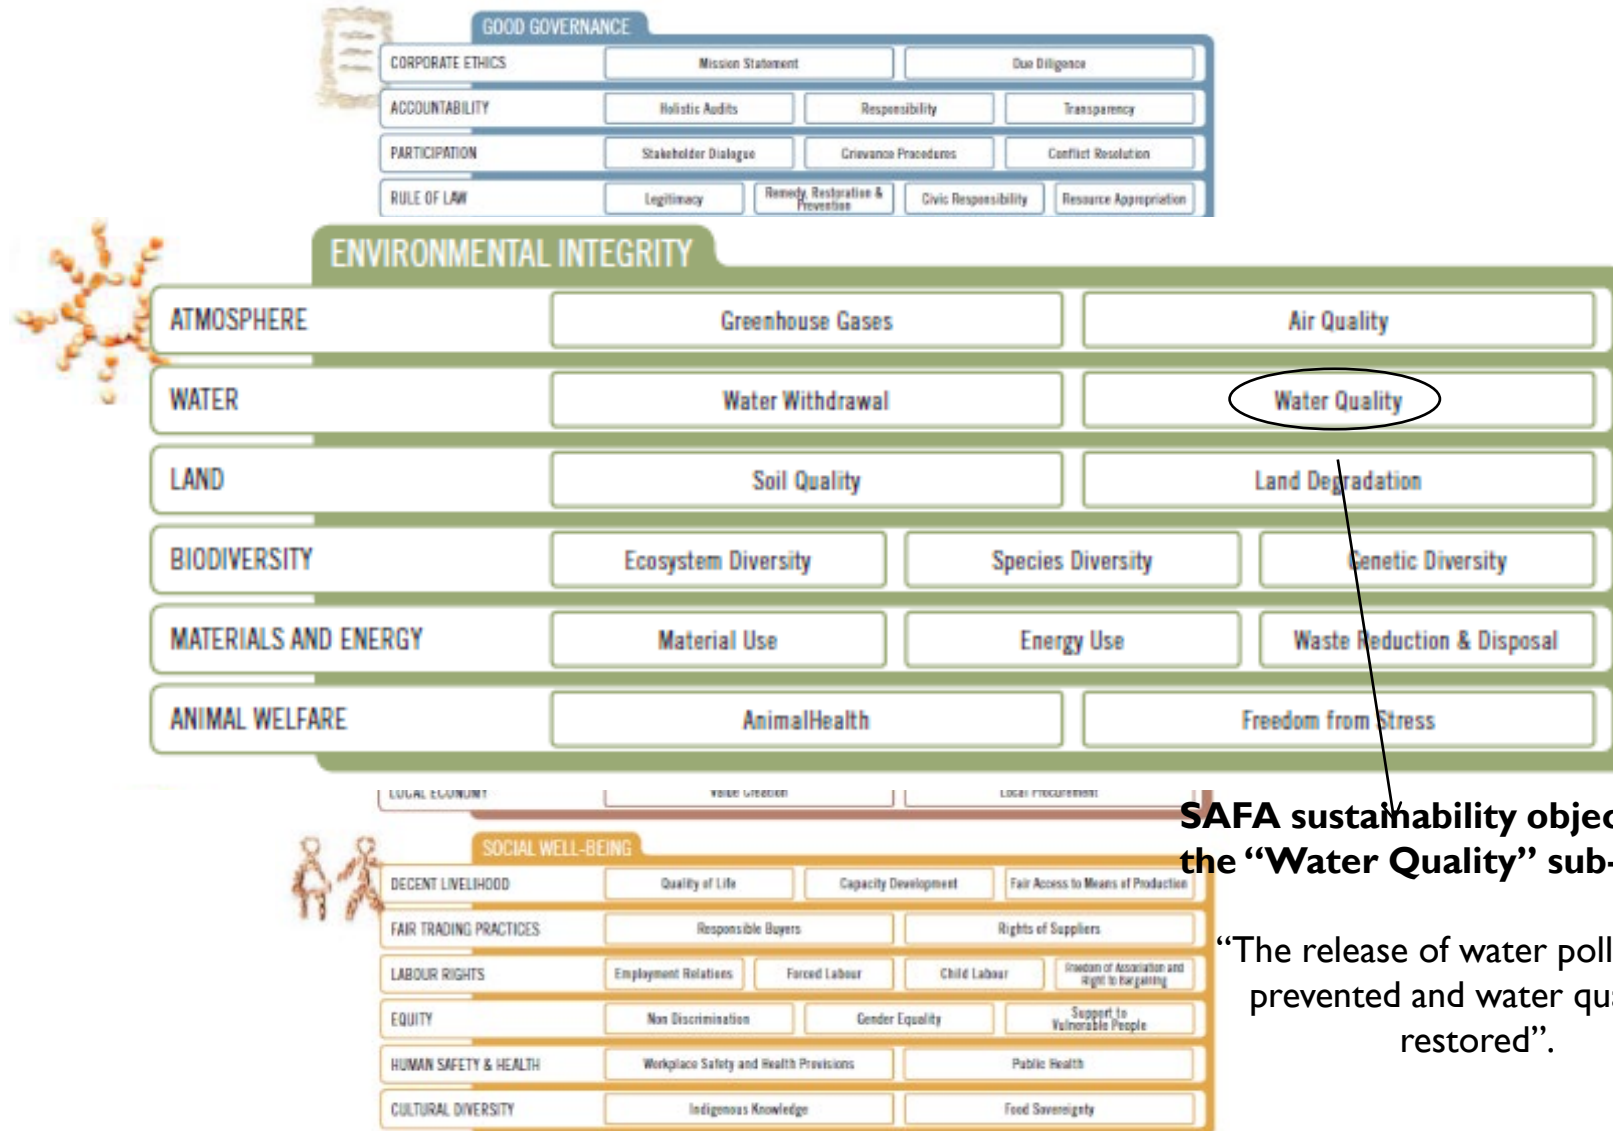 GOOD GOVERNANCE
CORPORATE ETHICS Mission Statement Due Diligence
ACCOUNTABILITY Holistic Audits Responsibility Transparency
PARTICIPATION Stakeholder Dialogue Grievance Procedures Conflict Resolution
RULE OF LAW Legitimacy Remedy, Restoration & Prevention Civic Responsibility Resource Appropriation
ENVIRONMENTAL INTEGRITY
ATMOSPHERE Greenhouse Gases Air Quality
WATER Water Withdrawal Water Quality
LAND Soil Quality Land Degradation
BIODIVERSITY Ecosystem Diversity Species Diversity Genetic Diversity
MATERIALS AND ENERGY Material Use Energy Use Waste Reduction & Disposal
ANIMAL WELFARE AnimalHealth Freedom from Stress
LOCAL ECONOMY Value Creation Local Procurement
SAFA sustainability objec
the “Water Quality” sub-
“The release of water poll
prevented and water qua
restored”.
SOCIAL WELL-BEING
DECENT LIVELIHOOD Quality of Life Capacity Development Fair Access to Means of Production
FAIR TRADING PRACTICES Responsible Buyers Rights of Suppliers
LABOUR RIGHTS Employment Relations Forced Labour Child Labour Freedom of Association and Right to Bargaining
EQUITY Non Discrimination Gender Equality Support to Vulnerable People
HUMAN SAFETY & HEALTH Workplace Safety and Health Provisions Public Health
CULTURAL DIVERSITY Indigenous Knowledge Food Sovereignty